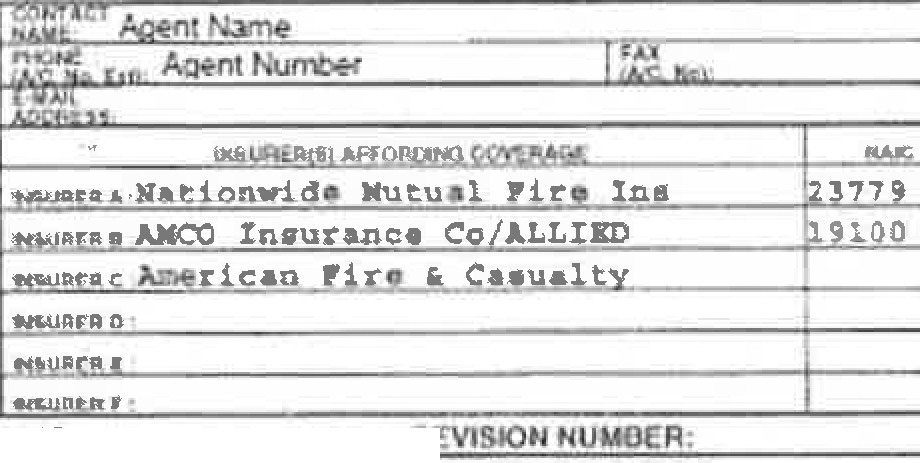 CONTACT
NAME: Agent Name
PHONE
(A/C, No, Ext): Agent Number
FAX
(A/C, No):
E-MAIL
ADDRESS:
INSURER(S) AFFORDING COVERAGE NAIC
INSURER A: Nationwide Mutual Fire Ins 23779
INSURER B: AMCO Insurance Co/ALLIED 19100
INSURER C: American Fire & Casualty
INSURER D:
INSURER E:
INSURER F:
EVISION NUMBER: